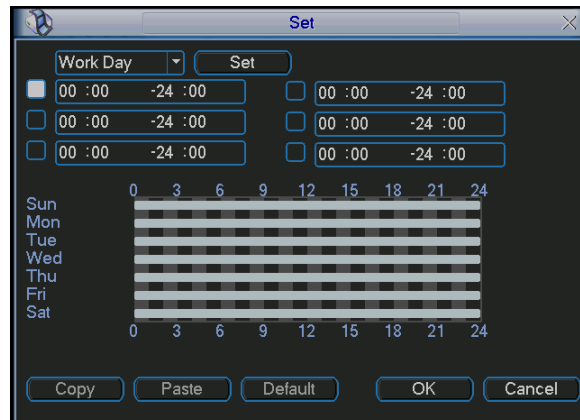 Set
Work Day Set
00 :00 -24 :00 00 :00 -24 :00
00 :00 -24 :00 00 :00 -24 :00
00 :00 -24 :00 00 :00 -24 :00
0 3 6 9 12 15 18 21 24
Sun
Mon
Tue
Wed
Thu
Fri
Sat
0 3 6 9 12 15 18 21 24
Copy Paste Default OK Cancel